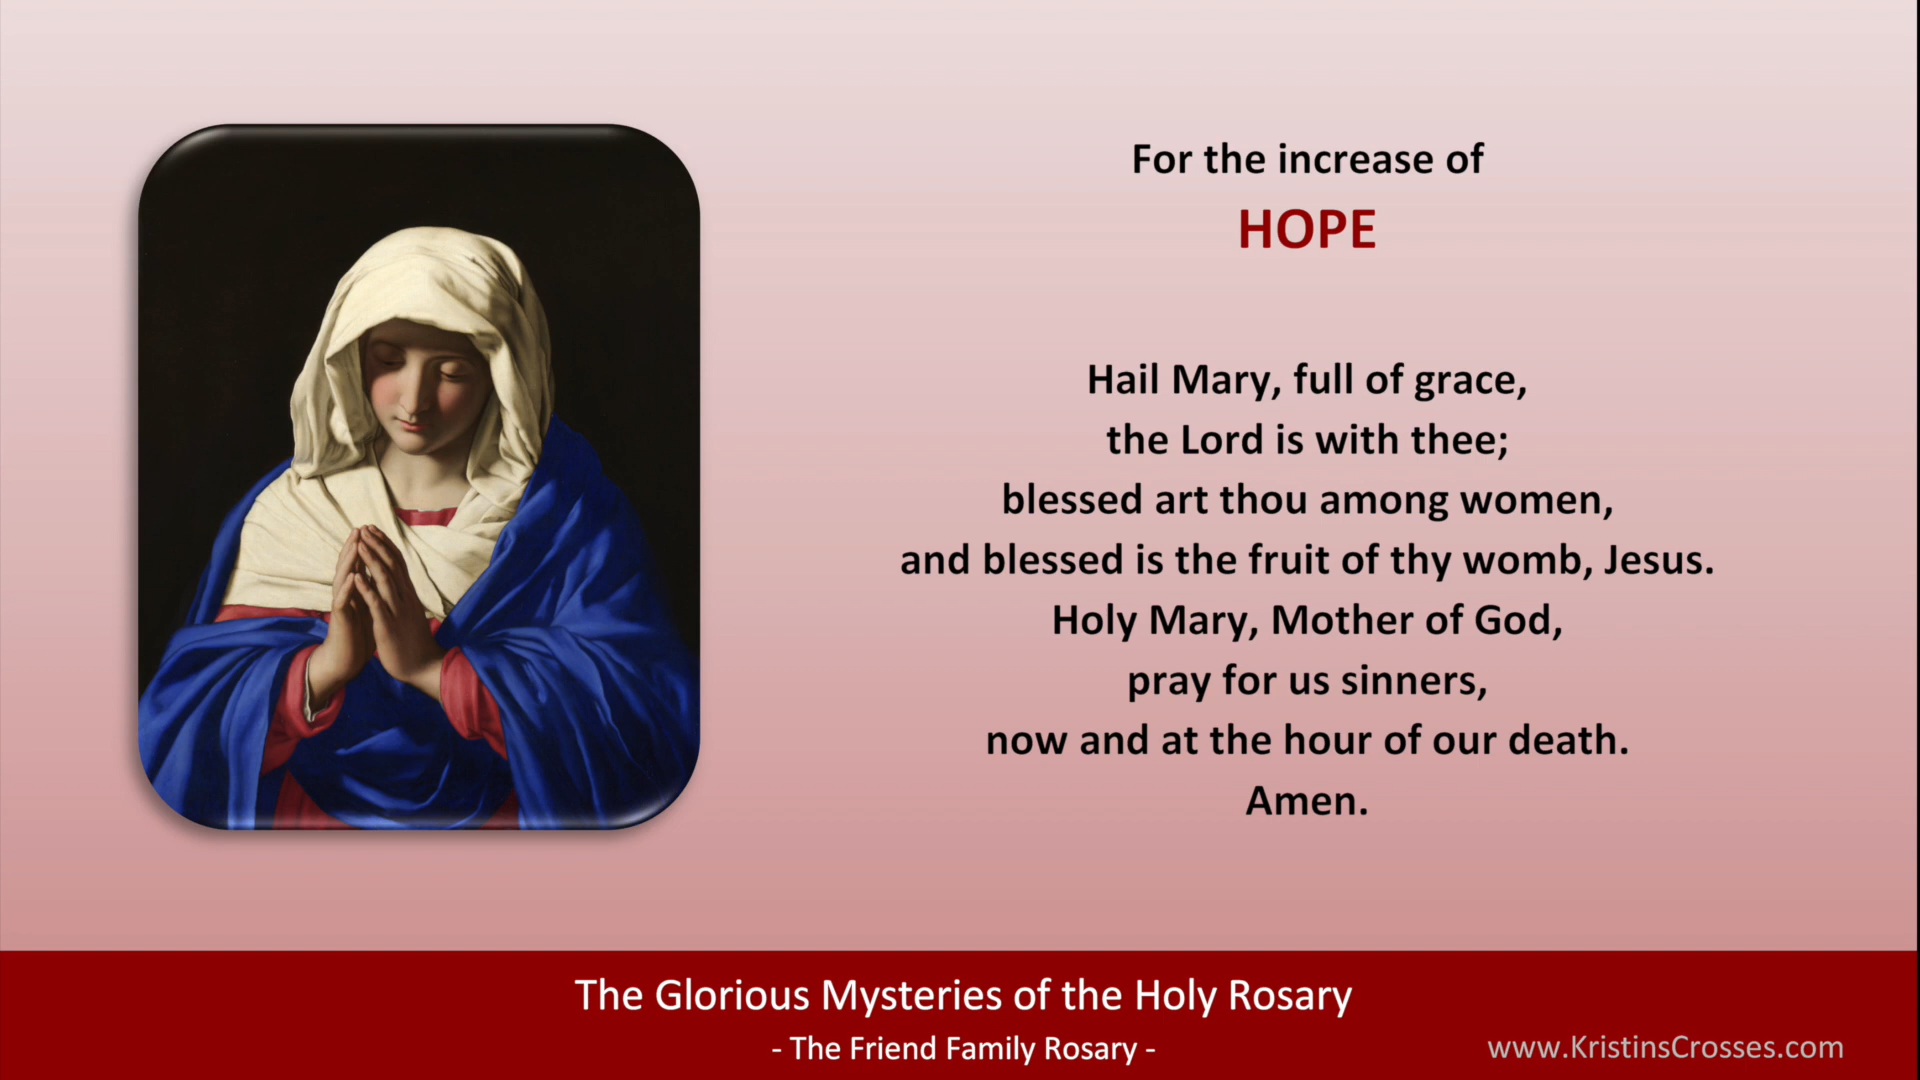 For the increase of
HOPE
Hail Mary, full of grace,
the Lord is with thee;
blessed art thou among women,
and blessed is the fruit of thy womb, Jesus.
Holy Mary, Mother of God,
pray for us sinners,
now and at the hour of our death.
Amen.
The Glorious Mysteries of the Holy Rosary
- The Friend Family Rosary -
www.KristinsCrosses.com